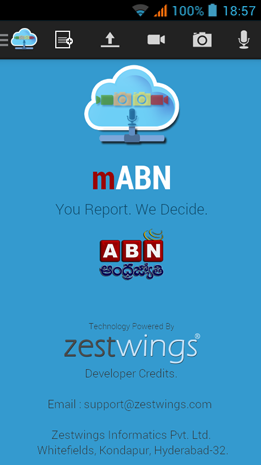 100% 18:57
mABN
You Report. We Decide.
ABN
ఆంధ్రజ్యోతి
Technology Powered By
zestwings®
Developer Credits.
Email : support@zestwings.com
Zestwings Informatics Pvt. Ltd.
Whitefields, Kondapur, Hyderabad-32.